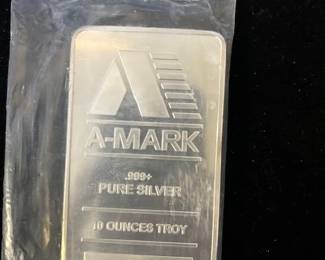 A-MARK
.999+
PURE SILVER
10 OUNCES TROY